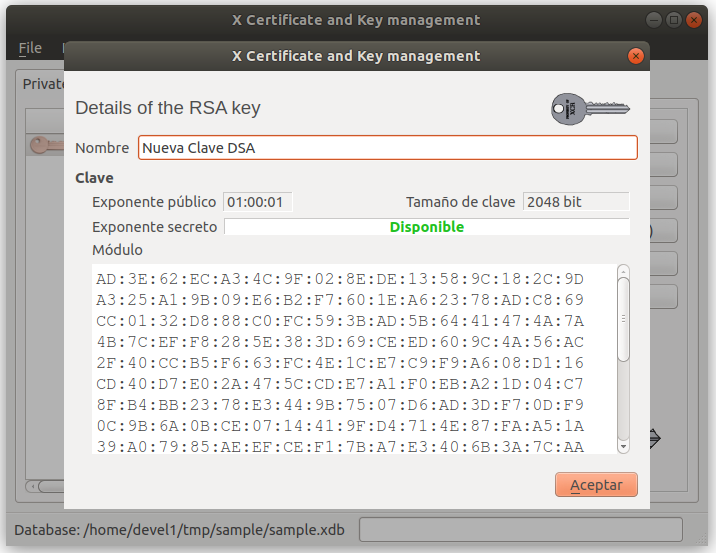 X Certificate and Key management
File
X Certificate and Key management
Private
Details of the RSA key
Nombre Nueva Clave DSA
Clave
Exponente público 01:00:01 Tamaño de clave 2048 bit
Exponente secreto Disponible
Módulo
AD:3E:62:EC:A3:4C:9F:02:8E:DE:13:58:9C:18:2C:9D
A3:25:A1:9B:09:E6:B2:F7:60:1E:A6:23:78:AD:C8:69
CC:01:32:D8:88:C0:FC:59:3B:AD:5B:64:41:47:4A:7A
4B:7C:EF:F8:28:5E:38:3D:69:CE:ED:60:9C:4A:56:AC
2F:40:CC:B5:F6:63:FC:4E:1C:E7:C9:F9:A6:08:D1:16
CD:40:D7:E0:2A:47:5C:CD:E7:A1:F0:EB:A2:1D:04:C7
8F:B4:BB:23:78:E3:44:9B:75:07:D6:AD:3D:F7:0D:F9
0C:9B:6A:0B:CE:07:14:41:9F:D4:71:4E:87:FA:A5:1A
39:A0:79:85:AE:EF:CE:F1:7B:A7:E3:40:6B:3A:7C:AA
Aceptar
Database: /home/devel1/tmp/sample/sample.xdb